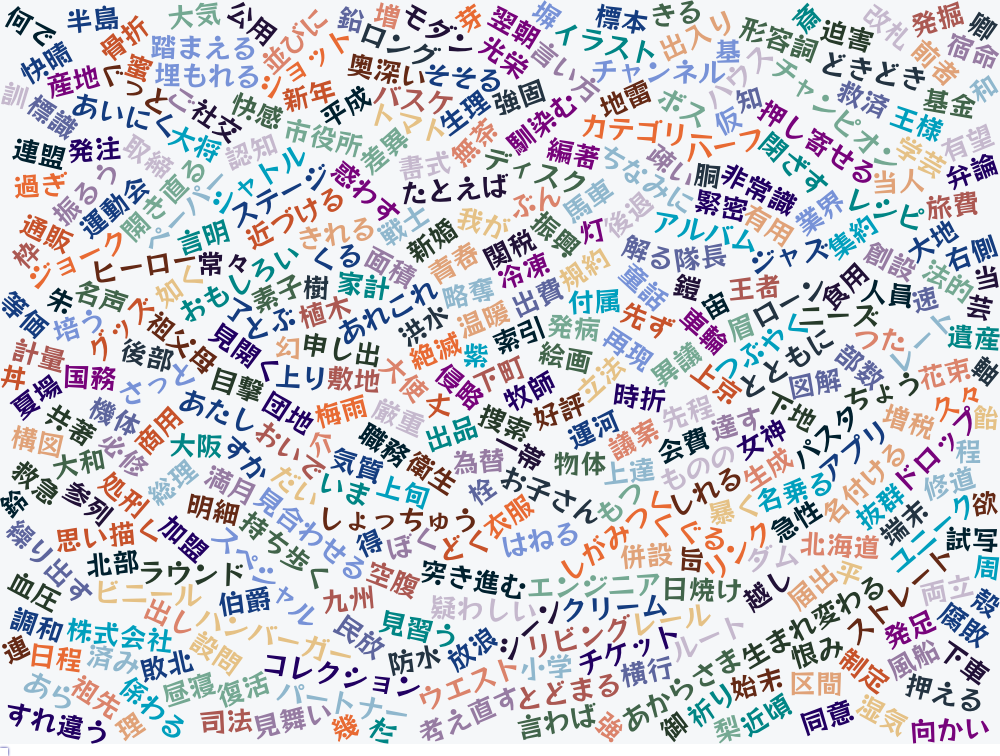 何で
半島
骨折
大気
公用
並びに
鉛
増
モダン
芽
翌朝
堀
イラスト
標本
きる
出入り
基
形容詞
鷹
迫害
改札
発掘
卿
宿命
快晴
産地
踏まえる
埋もれる
蜜
ぐっと
ショット
ロング
奥深い
そそる
光栄
言い方
チャンネル
ハウス
チャンピオン
どきどき
前者
和
訓
標識
あいにく
ご
社交
快感
新年
平成
バスケ
トマト
生理
強固
馴染む
地雷
ボス
仮
知
押し寄せる
救済
王様
基金
有望
連盟
発注
取締
大将
認知
市役所
差異
書式
無茶
ディスク
編著
カテゴリー
ハーフ
ちなみに
疎い
胴
非常識
閉ざす
当人
学芸
弁論
過ぎ
振るう
運動会
開き直る
ペーパー
シャトル
ステージ
惑わす
たとえば
ぶん
馬車
後退
緊密
有用
業界
レシピ
旅費
通販
絆
ジョーク
言明
近づける
きれる
戦士
新婚
我が
青春
関税
振興
灯
アルバム
解る
隊長
ジャズ
集約
創設
大地
右側
ヒーロー
常々
おもしろい
くる
面積
冷凍
規約
童話
鎧
宙
王者
ローン
食用
人員
速
法的
当
芸
等価
朱
名声
如く
素子
樹
家計
あれこれ
略奪
出費
付属
先ず
車輪
眉
ニーズ
培う
グッズ
祖父母
とぶ
植木
洪水
温暖
索引
発病
再現
異議
つぶやく
ともに
つた
レート
遺産
計量
丼
夏場
国務
後部
さっと
見開く
幻
申し出
絶滅
紫
絵画
立法
上京
とと
図解
部数
ちょう
花束
軸
目撃
上り
敷地
大使
侵略
下町
牧師
時折
共著
機体
商用
あたし
団地
梅雨
厳重
丈
出品
捜索
好評
運河
議案
先程
達す
女神
下地
パスタ
増税
久々
飴
構図
大和
必修
大阪
すか
おいで
介
職務
衛生
為替
一帯
物体
上達
会費
ものの
生成
アプリ
名付ける
ドロップ
程
救急
鋭
参列
処刑
総理
満月
だい
気質
いま
上旬
栓
お子さん
もつ
しれる
暴く
名乗る
抜群
修道
繰り出す
思い描く
加盟
明細
持ち歩く
見合わせる
しょっちゅう
得
ぼく
どく
衣服
はねる
しがみつく
ぐる
リンク
急性
端末
ユニーク
欲
試写
北部
ラウンド
スペシャル
空腹
突き進む
エンジニア
併設
旨
日焼け
ダム
越し
北海道
届出
平
ストレート
両立
周
血圧
ビニール
伯爵
九州
疑わしい
シーン
クリーム
レール
変わる
殻
腐敗
調和
株式会社
出し
ハンバーガー
民放
見習う
放浪
リビング
チケット
ルート
生まれ
恨み
発足
風船
下車
連
日程
済み
敗北
設問
コレクション
防水
ウエスト
小学
横行
あからさま
制定
押える
あら
祖先
係わる
昼寝
復活
パートナー
考え直す
とどまる
祈り
始末
区間
湿気
すれ違う
理
司法
見舞い
幾
杉
言わば
強
御
梨
近頃
同意
向かい